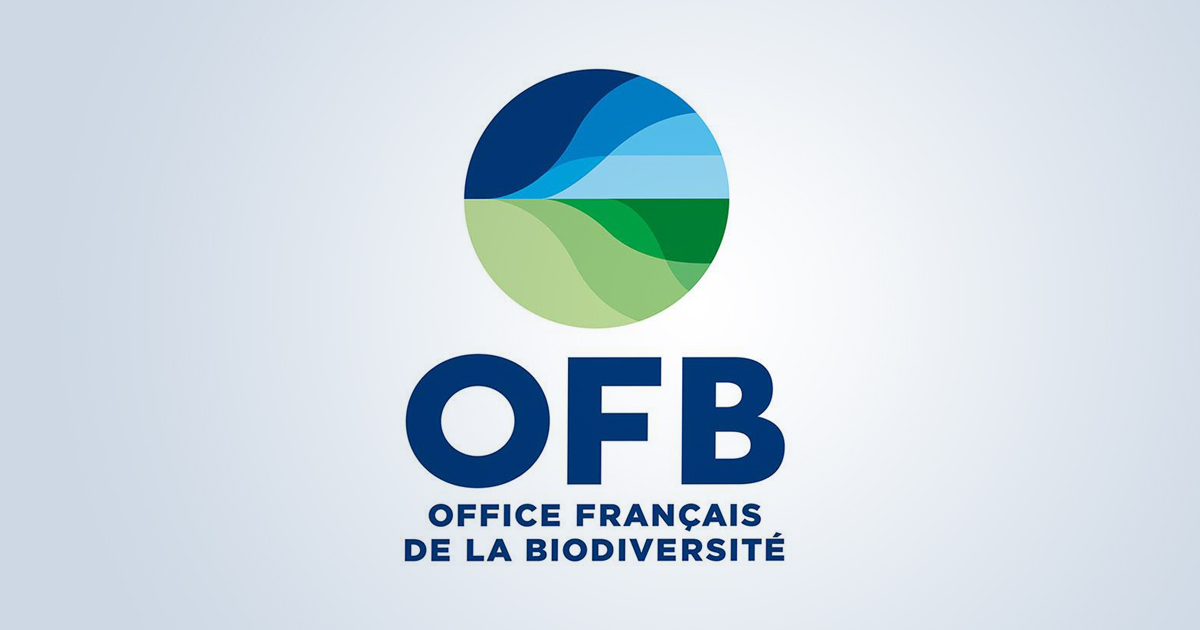 OFB
OFFICE FRANÇAIS
DE LA BIODIVERSITÉ